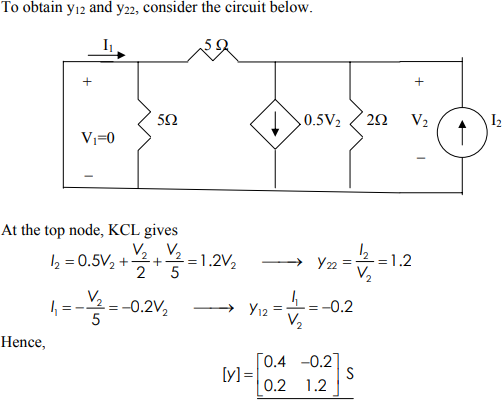 To obtain y₁₂ and y₂₂, consider the circuit below.
I₁
5 Ω
+
+
5Ω
0.5V₂
2Ω
V₂
I₂
V₁=0
–
–
At the top node, KCL gives
I₂ = 0.5V₂ + V₂/2 + V₂/5 = 1.2V₂ ⟶ y₂₂ = I₂/V₂ = 1.2
I₁ = −V₂/5 = −0.2V₂ ⟶ y₁₂ = I₁/V₂ = −0.2
Hence,
[y] = [0.4 −0.2
0.2 1.2] S